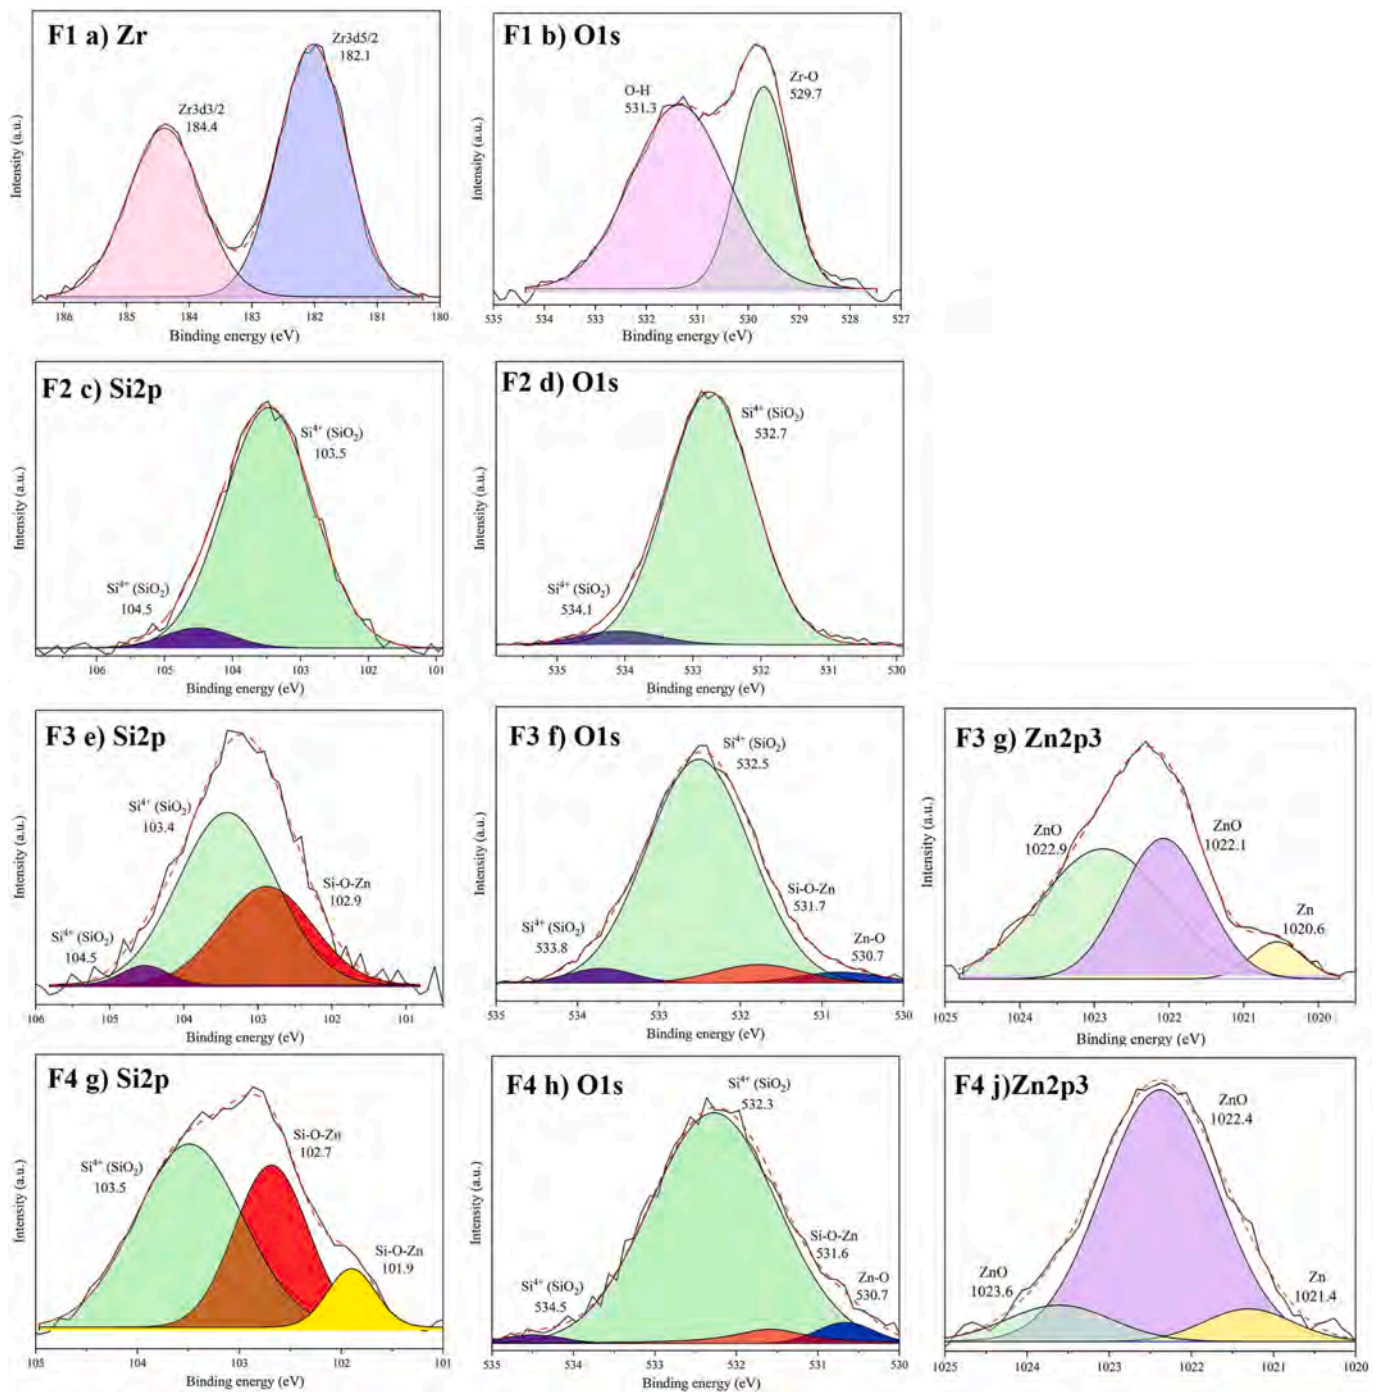 F1 a) Zr
Zr3d5/2
182.1
Zr3d3/2
184.4
Intensity (a.u.)
186 185 184 183 182 181 180
Binding energy (eV)
F1 b) O1s
O-H
531.3
Zr-O
529.7
Intensity (a.u.)
535 534 533 532 531 530 529 528 527
Binding energy (eV)
F2 c) Si2p
Si⁴⁺ (SiO₂)
103.5
Si⁴⁺ (SiO₂)
104.5
Intensity (a.u.)
106 105 104 103 102 101
Binding energy (eV)
F2 d) O1s
Si⁴⁺ (SiO₂)
532.7
Si⁴⁺ (SiO₂)
534.1
Intensity (a.u.)
535 534 533 532 531 530
Binding energy (eV)
F3 e) Si2p
Si⁴⁺ (SiO₂)
103.4
Si-O-Zn
102.9
Si⁴⁺ (SiO₂)
104.5
Intensity (a.u.)
106 105 104 103 102 101
Binding energy (eV)
F3 f) O1s
Si⁴⁺ (SiO₂)
532.5
Si-O-Zn
531.7
Si⁴⁺ (SiO₂)
533.8
Zn-O
530.7
Intensity (a.u.)
535 534 533 532 531 530
Binding energy (eV)
F3 g) Zn2p3
ZnO
1022.9
ZnO
1022.1
Zn
1020.6
Intensity (a.u.)
1025 1024 1023 1022 1021 1020
Binding energy (eV)
F4 g) Si2p
Si⁴⁺ (SiO₂)
103.5
Si-O-Zn
102.7
Si-O-Zn
101.9
Intensity (a.u.)
105 104 103 102 101
Binding energy (eV)
F4 h) O1s
Si⁴⁺ (SiO₂)
532.3
Si-O-Zn
531.6
Zn-O
530.7
Si⁴⁺ (SiO₂)
534.5
Intensity (a.u.)
535 534 533 532 531 530
Binding energy (eV)
F4 j)Zn2p3
ZnO
1022.4
ZnO
1023.6
Zn
1021.4
Intensity (a.u.)
1025 1024 1023 1022 1021 1020
Binding energy (eV)